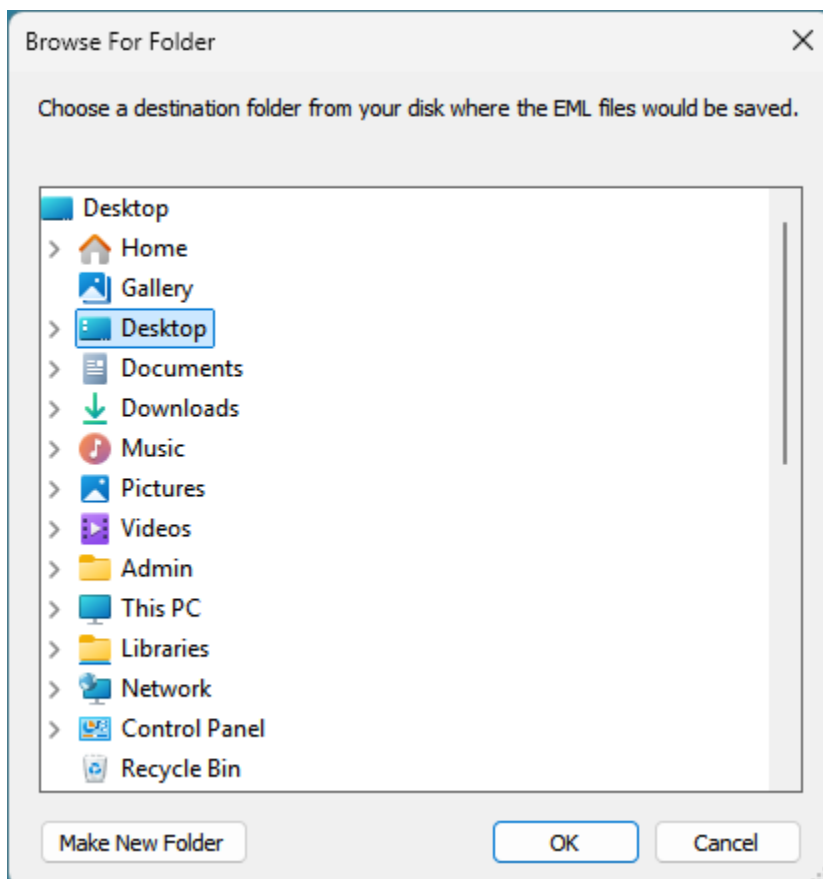 Browse For Folder
Choose a destination folder from your disk where the EML files would be saved.
Desktop
Home
Gallery
Desktop
Documents
Downloads
Music
Pictures
Videos
Admin
This PC
Libraries
Network
Control Panel
Recycle Bin
Make New Folder OK Cancel